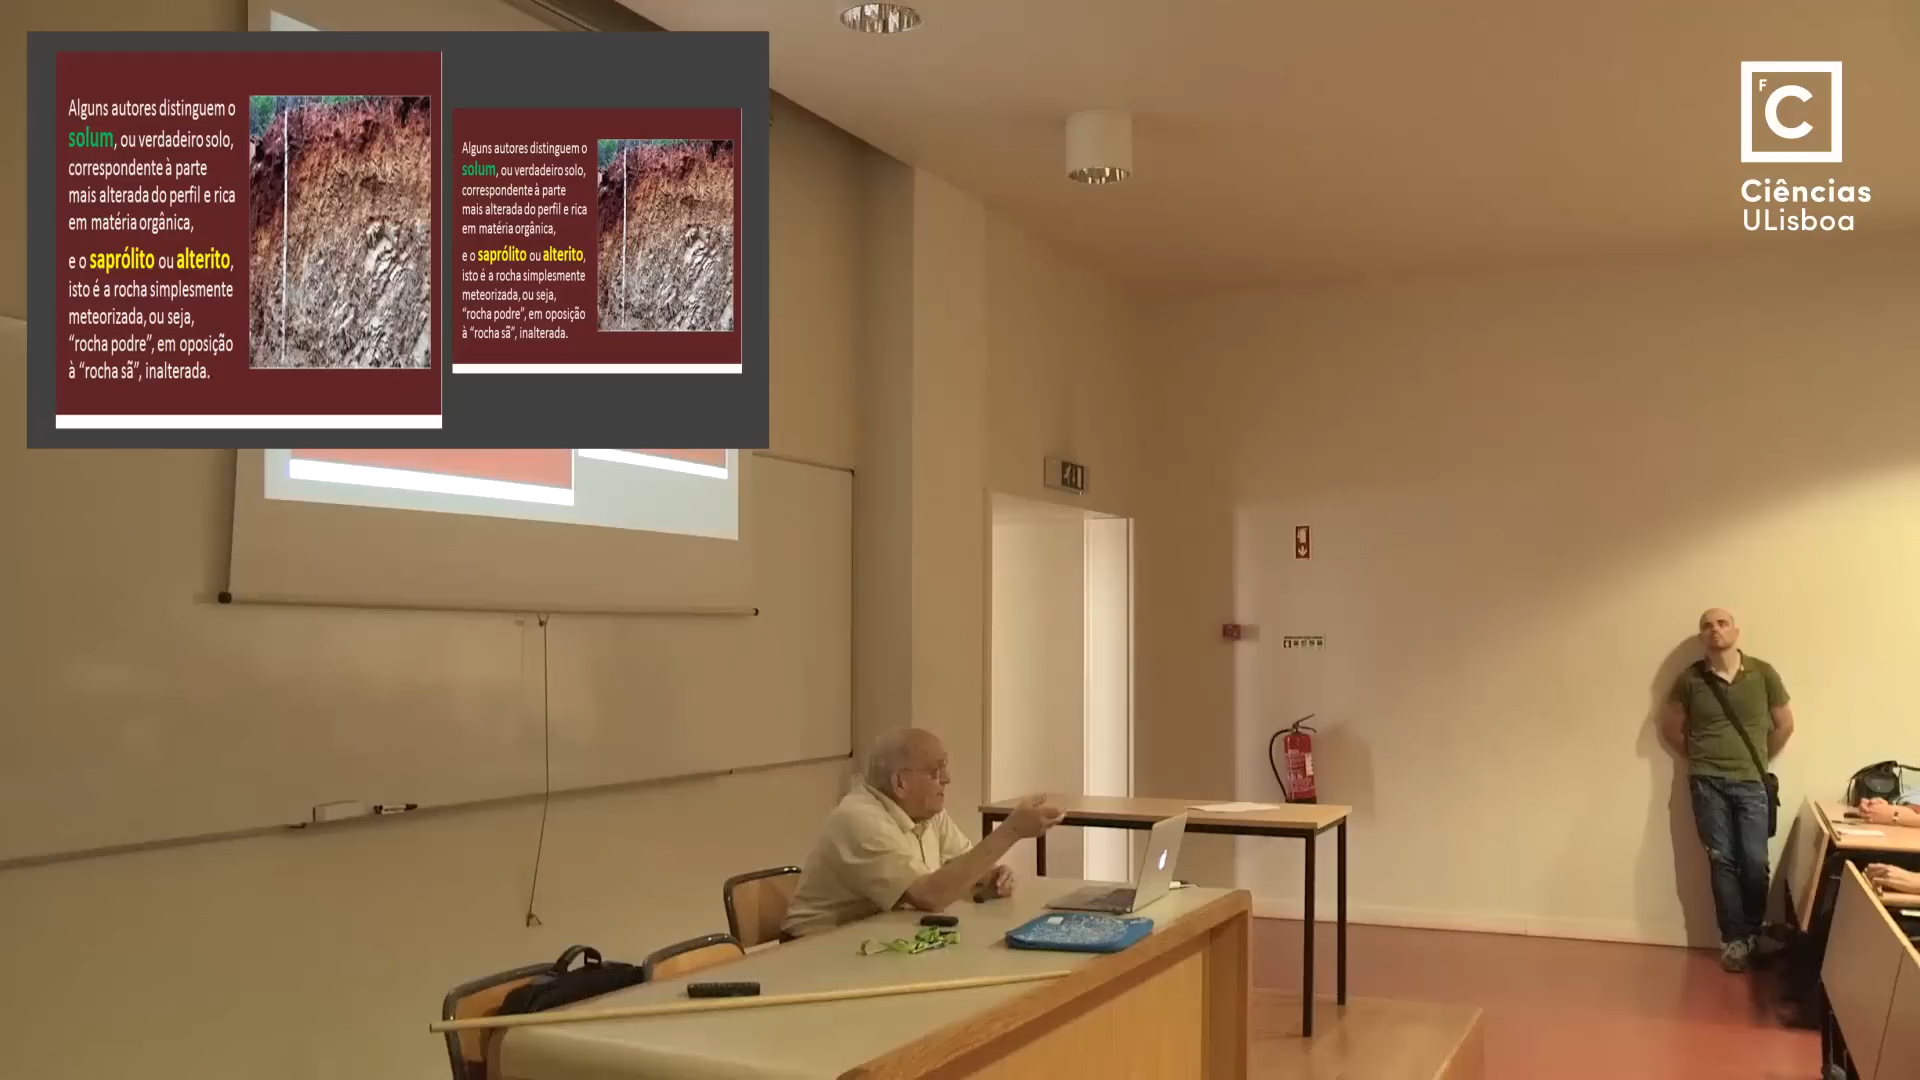 Alguns autores distinguem o
solum, ou verdadeiro solo,
correspondente à parte
mais alterada do perfil e rica
em matéria orgânica,
e o saprólito ou alterito,
isto é a rocha simplesmente
meteorizada, ou seja,
“rocha podre”, em oposição
à “rocha sã”, inalterada.
Alguns autores distinguem o
solum, ou verdadeiro solo,
correspondente à parte
mais alterada do perfil e rica
em matéria orgânica,
e o saprólito ou alterito,
isto é a rocha simplesmente
meteorizada, ou seja,
“rocha podre”, em oposição
à “rocha sã”, inalterada.
F
C
Ciências
ULisboa